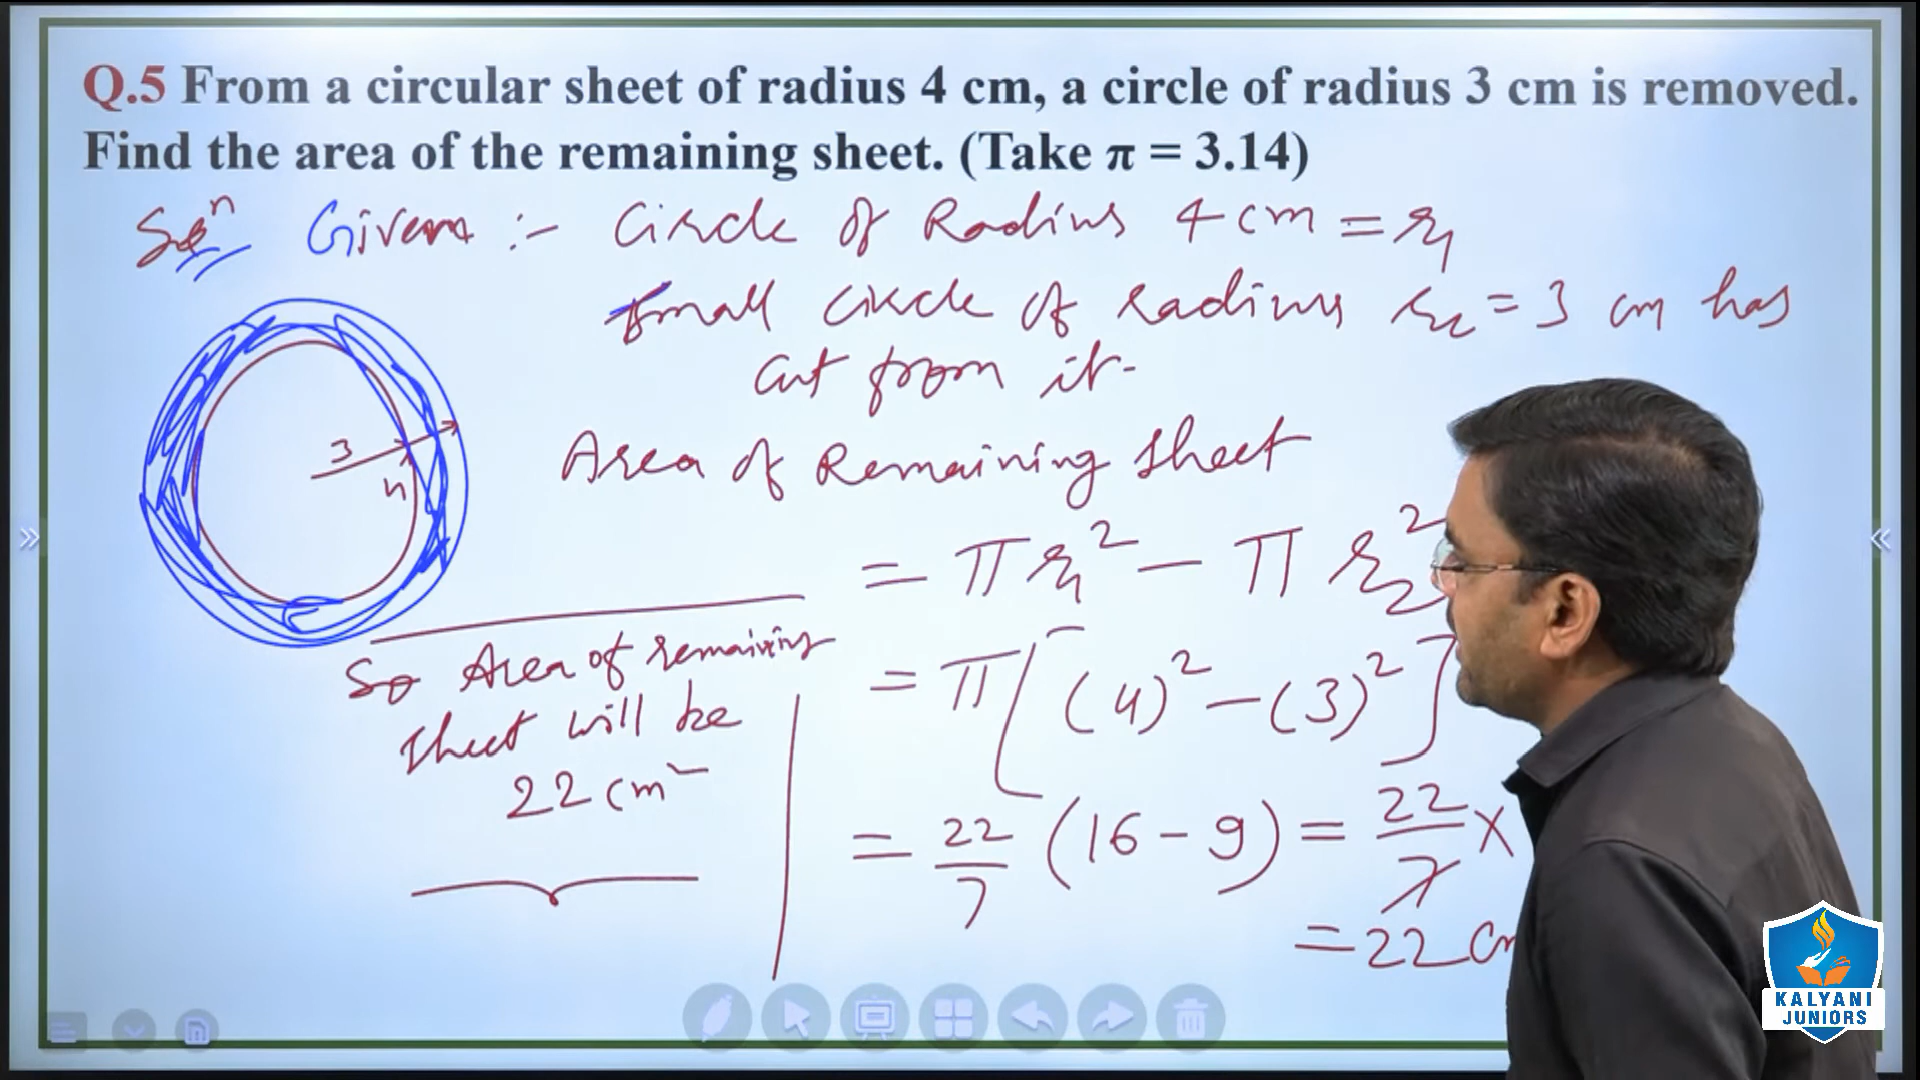 Q.5 From a circular sheet of radius 4 cm, a circle of radius 3 cm is removed.
Find the area of the remaining sheet. (Take π = 3.14)
Solⁿ Given :- Circle of Radius 4 cm = r₁
Small circle of radius r₂ = 3 cm has
cut from it-
3
4
Area of Remaining sheet
= πr₁² - πr₂²
= π[(4)² - (3)²]
= 22/7 (16 - 9) = 22/7 ×
= 22 cm
So Area of remaining
sheet will be
22 cm²
KALYANI
JUNIORS